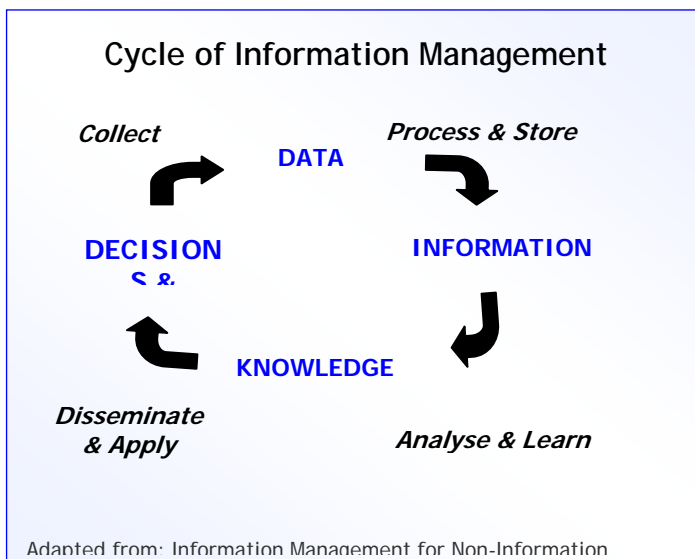 Cycle of Information Management
Collect
Process & Store
DATA
DECISION
S &
INFORMATION
KNOWLEDGE
Disseminate
& Apply
Analyse & Learn
Adapted from: Information Management for Non-Information